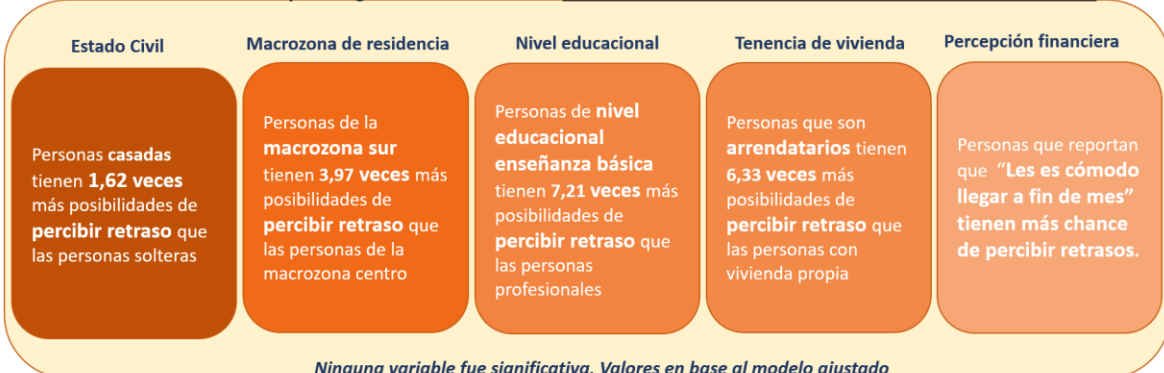 Estado Civil
Macrozona de residencia
Nivel educacional
Tenencia de vivienda
Percepción financiera
Personas casadas
tienen 1,62 veces
más posibilidades de
percibir retraso que
las personas solteras
Personas de la
macrozona sur
tienen 3,97 veces más
posibilidades de
percibir retraso que
las personas de la
macrozona centro
Personas de nivel
educacional
enseñanza básica
tienen 7,21 veces más
posibilidades de
percibir retraso que
las personas
profesionales
Personas que son
arrendatarios tienen
6,33 veces más
posibilidades de
percibir retraso que
las personas con
vivienda propia
Personas que reportan
que “Les es cómodo
llegar a fin de mes”
tienen más chance
de percibir retrasos.
Ninguna variable fue significativa. Valores en base al modelo ajustado